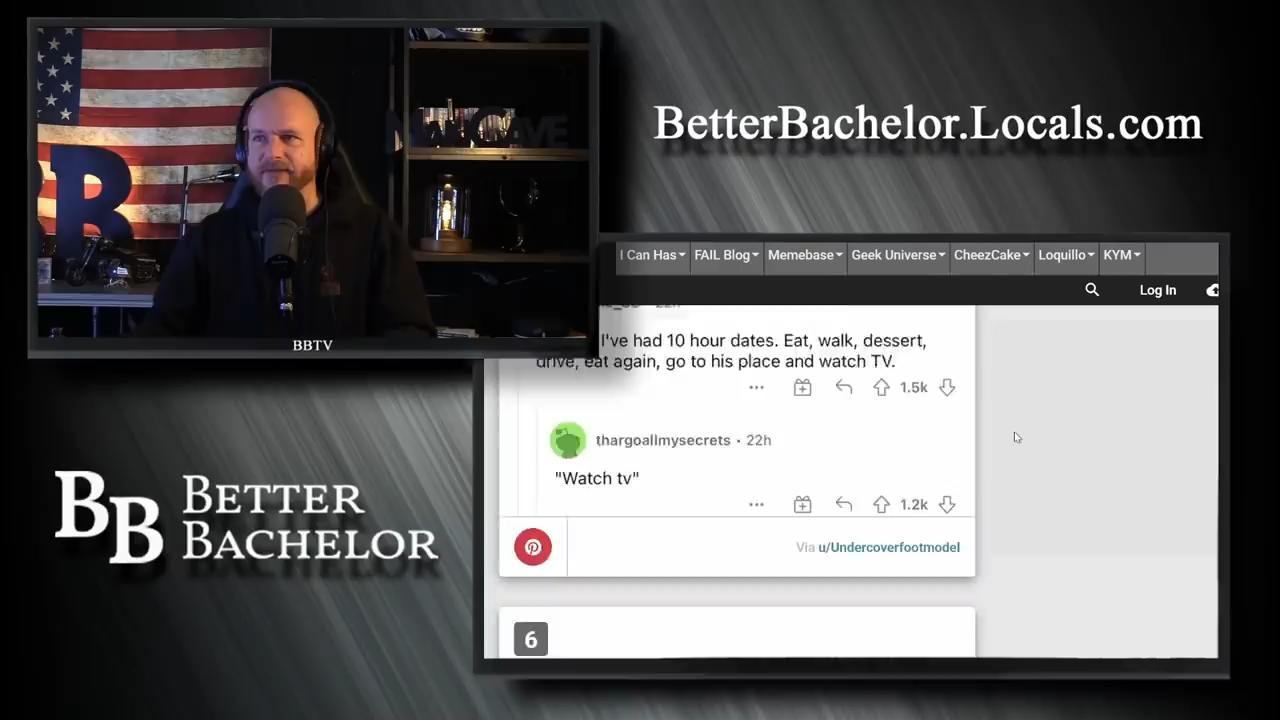 BetterBachelor.Locals.com
BBTV
I Can Has FAIL Blog Memebase Geek Universe CheezCake Loquillo KYM
Log In
22h
I've had 10 hour dates. Eat, walk, dessert,
drive, eat again, go to his place and watch TV.
1.5k
thargoallmysecrets • 22h
"Watch tv"
1.2k
Via u/Undercoverfootmodel
6
BB BETTER
BACHELOR